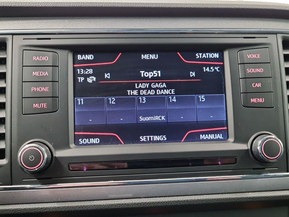 RADIO
MEDIA
PHONE
MUTE
BAND MENU STATION
13:28 Top51 14.5°C
TP
LADY GAGA
THE DEAD DANCE
11 12 13 14 15
SuomiRCK
SOUND SETTINGS MANUAL
VOICE
SOUND
CAR
MENU